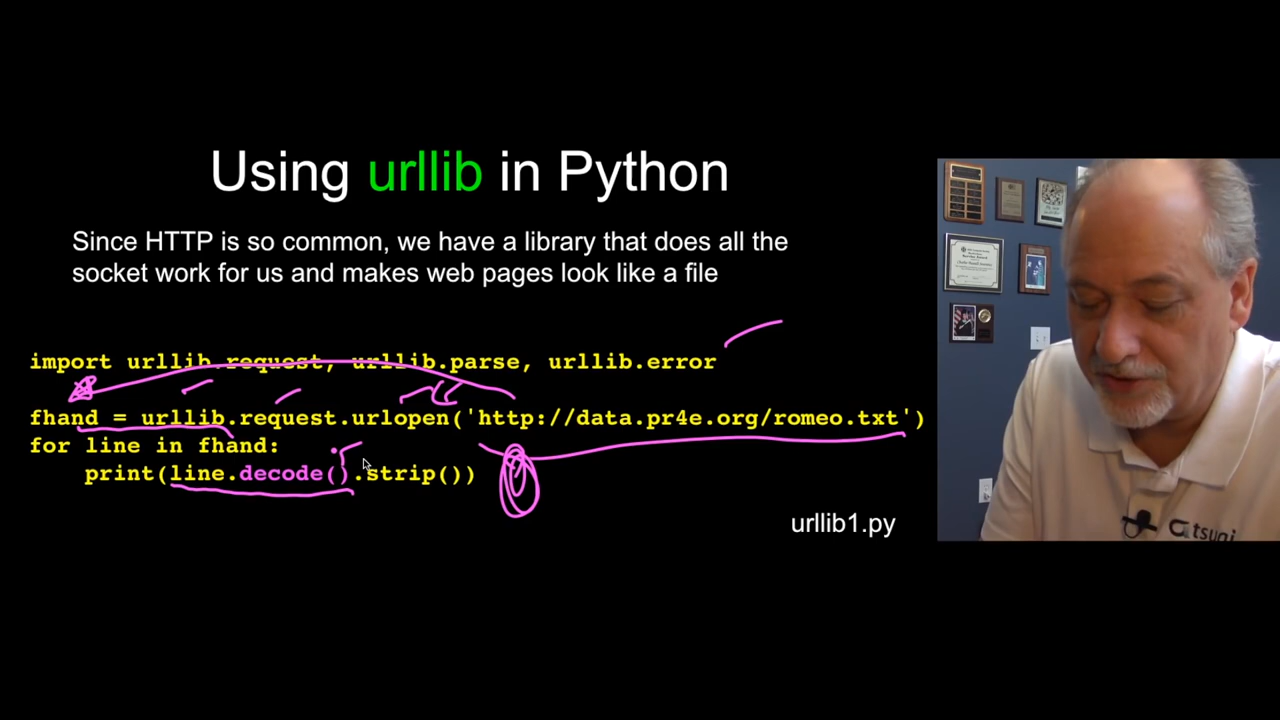 Using urllib in Python
Since HTTP is so common, we have a library that does all the
socket work for us and makes web pages look like a file
import urllib.request, urllib.parse, urllib.error
fhand = urllib.request.urlopen('http://data.pr4e.org/romeo.txt')
for line in fhand:
    print(line.decode().strip())
urllib1.py
tsugi